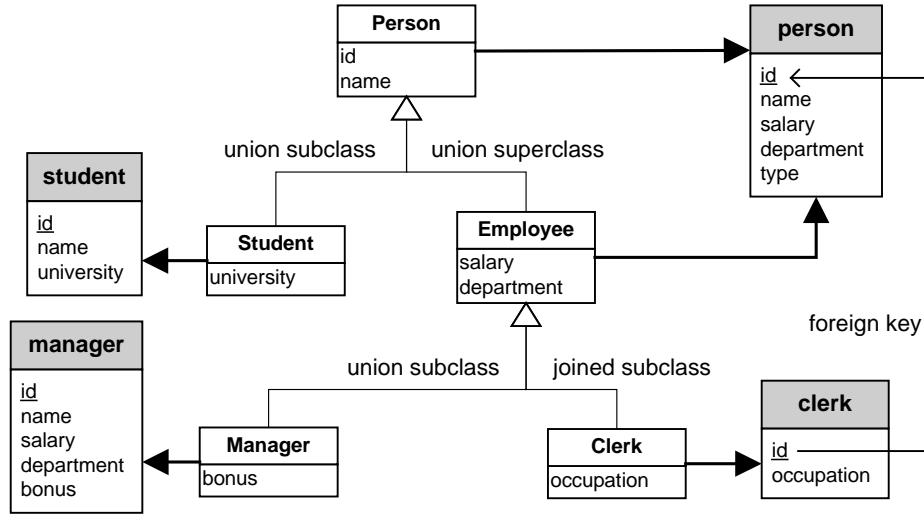 Person
id
name
person
id
name
salary
department
type
union subclass
union superclass
student
id
name
university
Student
university
Employee
salary
department
foreign key
manager
id
name
salary
department
bonus
union subclass
joined subclass
Manager
bonus
Clerk
occupation
clerk
id
occupation